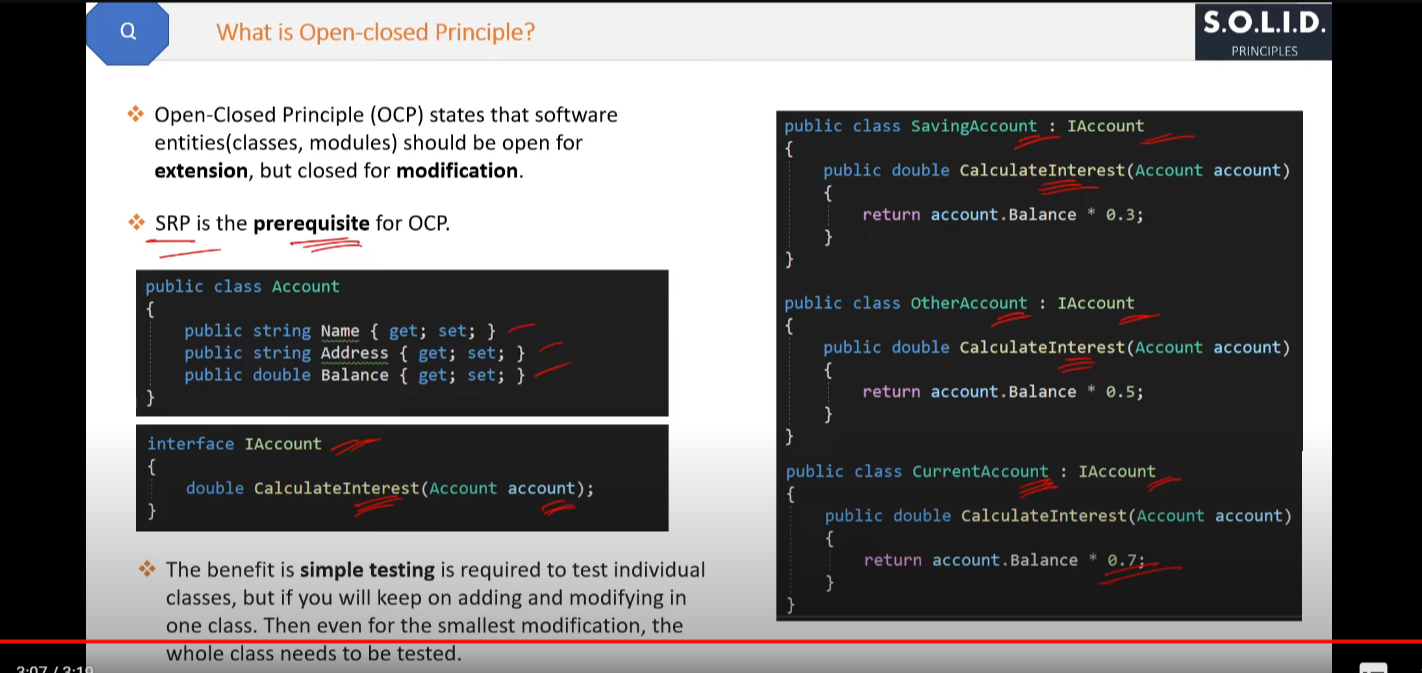 Q
What is Open-closed Principle?
S.O.L.I.D.
PRINCIPLES
❖ Open-Closed Principle (OCP) states that software
entities(classes, modules) should be open for
extension, but closed for modification.
❖ SRP is the prerequisite for OCP.
public class Account
{
public string Name { get; set; }
public string Address { get; set; }
public double Balance { get; set; }
}
interface IAccount
{
double CalculateInterest(Account account);
}
❖ The benefit is simple testing is required to test individual
classes, but if you will keep on adding and modifying in
one class. Then even for the smallest modification, the
whole class needs to be tested.
public class SavingAccount : IAccount
{
public double CalculateInterest(Account account)
{
return account.Balance * 0.3;
}
}
public class OtherAccount : IAccount
{
public double CalculateInterest(Account account)
{
return account.Balance * 0.5;
}
}
public class CurrentAccount : IAccount
{
public double CalculateInterest(Account account)
{
return account.Balance * 0.7;
}
}
3:07 / 3:19